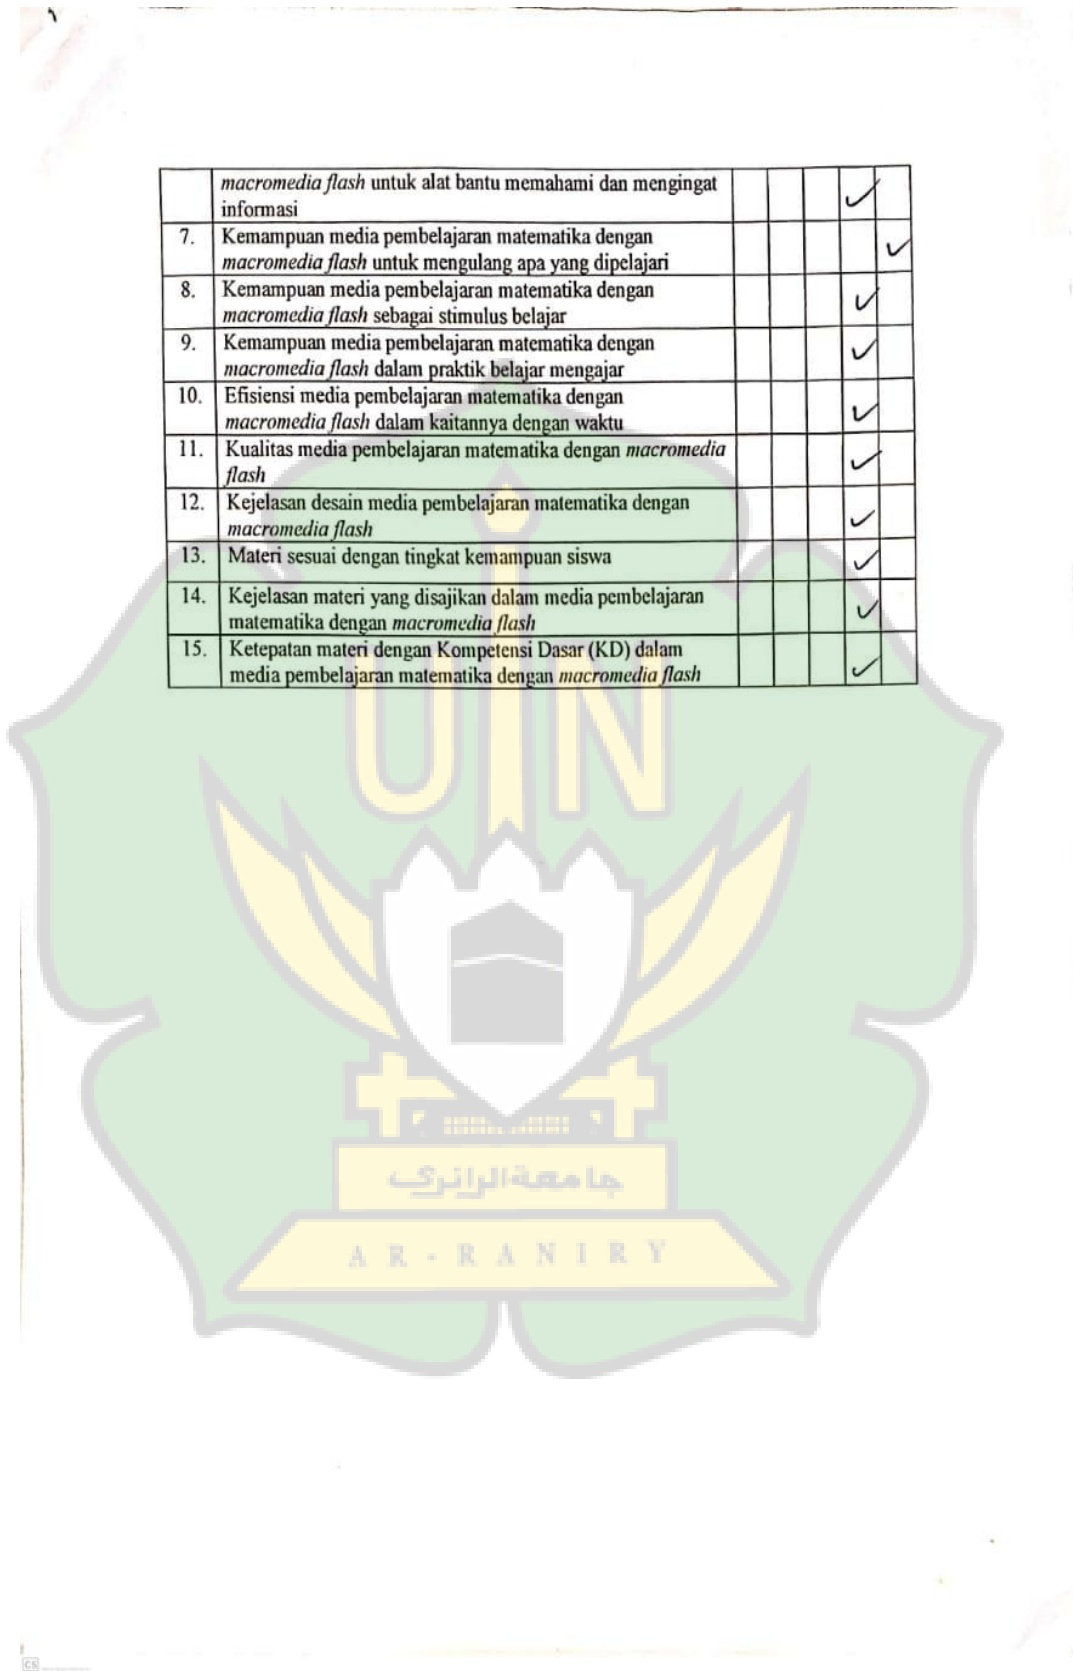 macromedia flash untuk alat bantu memahami dan mengingat
informasi
7. Kemampuan media pembelajaran matematika dengan
macromedia flash untuk mengulang apa yang dipelajari
8. Kemampuan media pembelajaran matematika dengan
macromedia flash sebagai stimulus belajar
9. Kemampuan media pembelajaran matematika dengan
macromedia flash dalam praktik belajar mengajar
10. Efisiensi media pembelajaran matematika dengan
macromedia flash dalam kaitannya dengan waktu
11. Kualitas media pembelajaran matematika dengan macromedia
flash
12. Kejelasan desain media pembelajaran matematika dengan
macromedia flash
13. Materi sesuai dengan tingkat kemampuan siswa
14. Kejelasan materi yang disajikan dalam media pembelajaran
matematika dengan macromedia flash
15. Ketepatan materi dengan Kompetensi Dasar (KD) dalam
media pembelajaran matematika dengan macromedia flash
UIN
جامعة الرانري
AR-RANIRY
CS